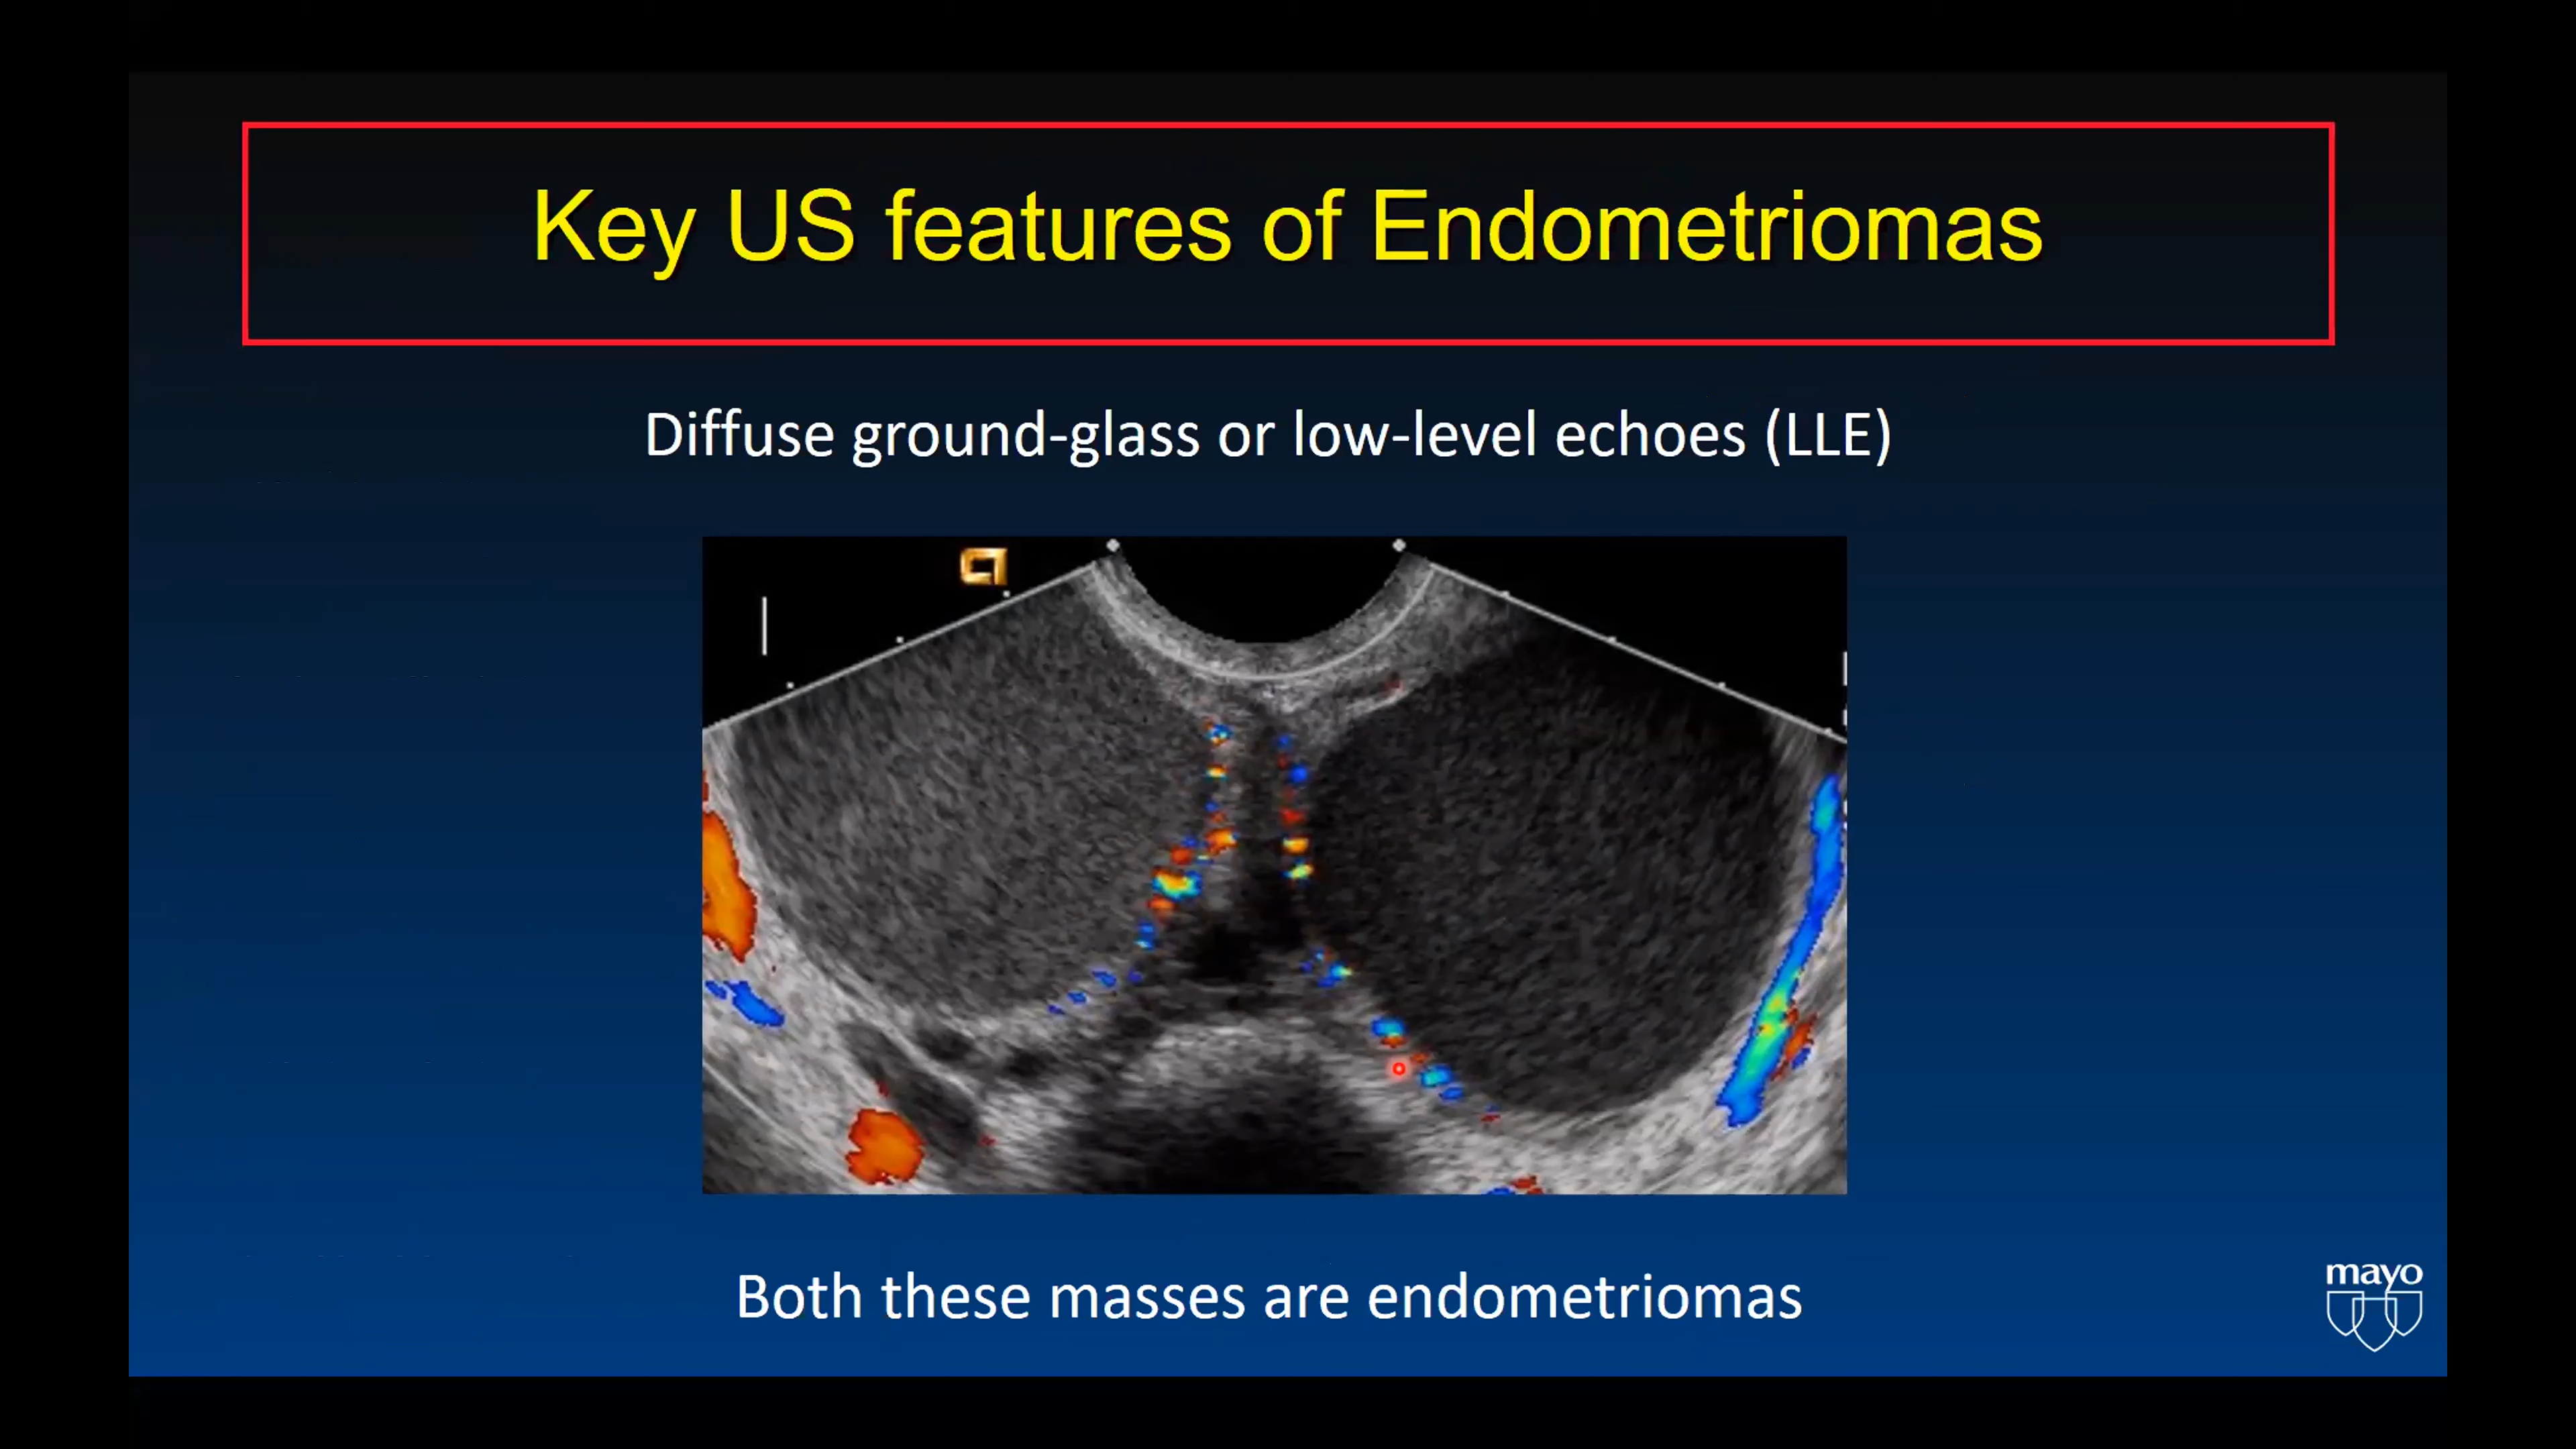 Key US features of Endometriomas
Diffuse ground-glass or low-level echoes (LLE)
Both these masses are endometriomas
mayo